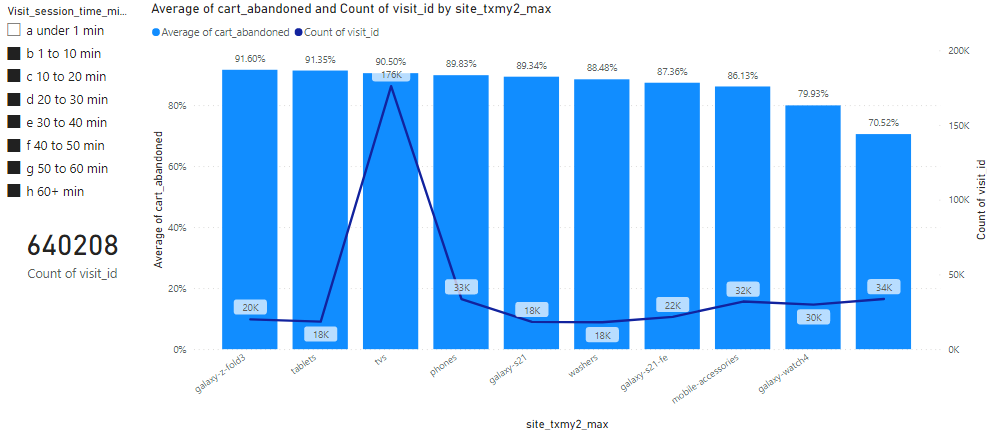 Visit_session_time_mi...
a under 1 min
b 1 to 10 min
c 10 to 20 min
d 20 to 30 min
e 30 to 40 min
f 40 to 50 min
g 50 to 60 min
h 60+ min
640208
Count of visit_id
Average of cart_abandoned and Count of visit_id by site_txmy2_max
Average of cart_abandoned Count of visit_id
Average of cart_abandoned
80%
60%
40%
20%
0%
91.60% 91.35% 90.50% 89.83% 89.34% 88.48% 87.36% 86.13% 79.93% 70.52%
20K 18K 176K 33K 18K 18K 22K 32K 30K 34K
200K
150K
100K
50K
0K
Count of visit_id
galaxy-z-fold3 tablets tvs phones galaxy-s21 washers galaxy-s21-fe mobile-accessories galaxy-watch4
site_txmy2_max